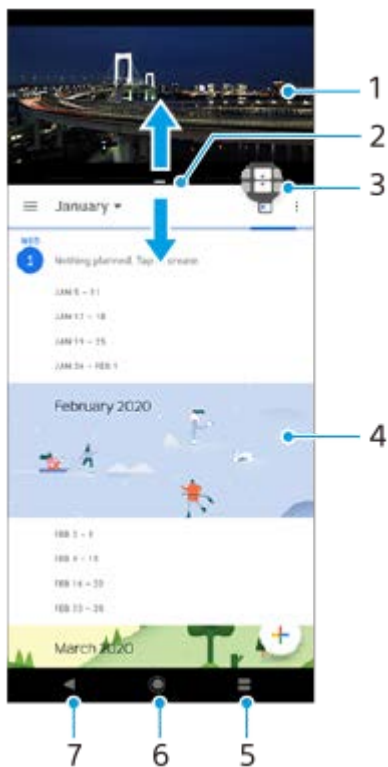 1
2
3
January
WED
1
Nothing planned. Tap create.
JAN 5 – 11
JAN 12 – 18
JAN 19 – 25
JAN 26 – FEB 1
February 2020
4
FEB 2 – 8
FEB 9 – 15
FEB 16 – 22
FEB 23 – 29
March 2020
7
6
5